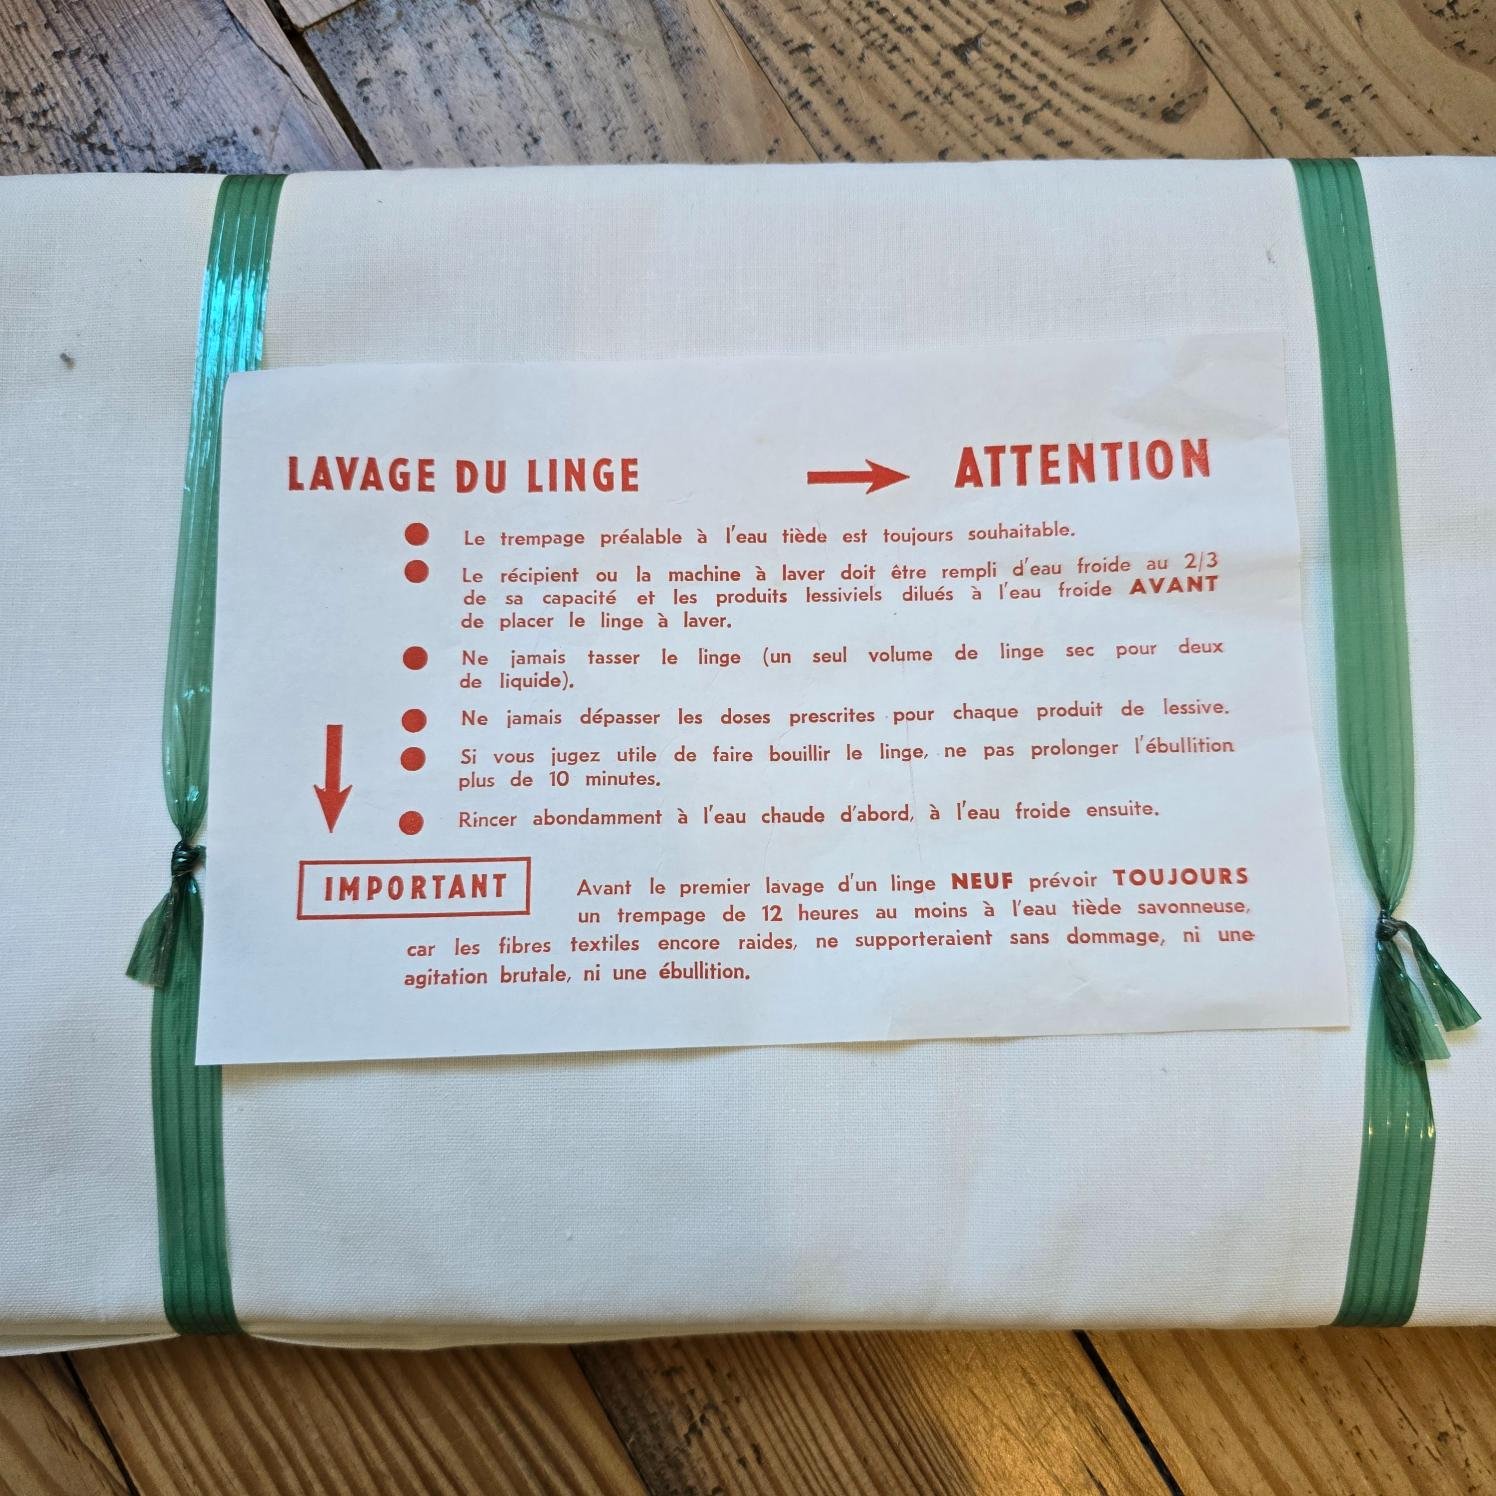 LAVAGE DU LINGE → ATTENTION
● Le trempage préalable à l'eau tiède est toujours souhaitable.
● Le récipient ou la machine à laver doit être rempli d'eau froide au 2/3
de sa capacité et les produits lessiviels dilués à l'eau froide AVANT
de placer le linge à laver.
● Ne jamais tasser le linge (un seul volume de linge sec pour deux
de liquide).
● Ne jamais dépasser les doses prescrites pour chaque produit de lessive.
● Si vous jugez utile de faire bouillir le linge, ne pas prolonger l'ébullition
plus de 10 minutes.
● Rincer abondamment à l'eau chaude d'abord, à l'eau froide ensuite.
IMPORTANT Avant le premier lavage d'un linge NEUF prévoir TOUJOURS
un trempage de 12 heures au moins à l'eau tiède savonneuse,
car les fibres textiles encore raides, ne supporteraient sans dommage, ni une
agitation brutale, ni une ébullition.